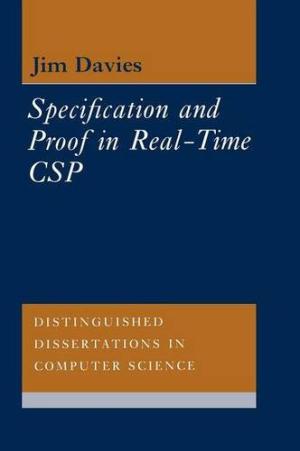 Jim Davies
Specification and
Proof in Real-Time
CSP
DISTINGUISHED
DISSERTATIONS IN
COMPUTER SCIENCE